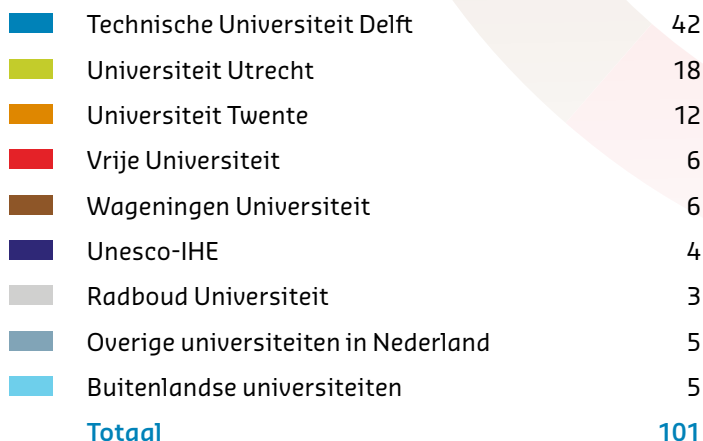 Technische Universiteit Delft 42
Universiteit Utrecht 18
Universiteit Twente 12
Vrije Universiteit 6
Wageningen Universiteit 6
Unesco-IHE 4
Radboud Universiteit 3
Overige universiteiten in Nederland 5
Buitenlandse universiteiten 5
Totaal 101